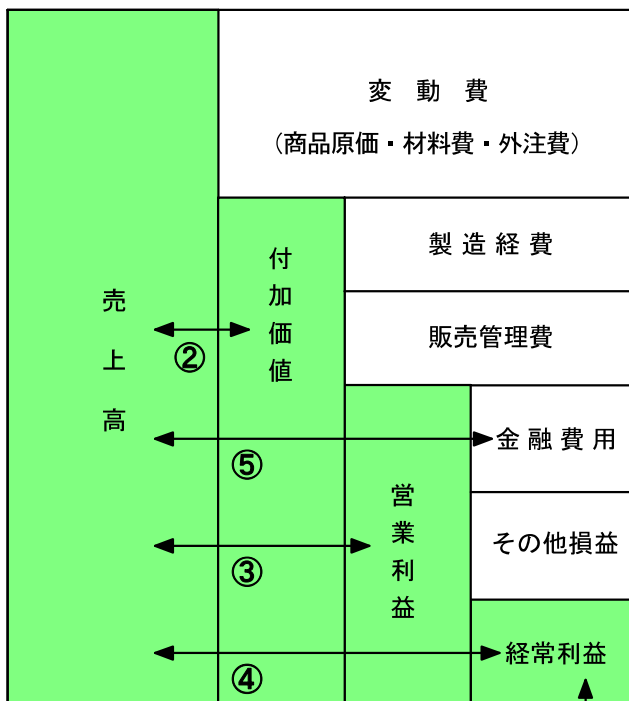 変動費
（商品原価・材料費・外注費）
製造経費
付加価値
売上高
販売管理費
②
金融費用
⑤
営業利益
その他損益
③
経常利益
④